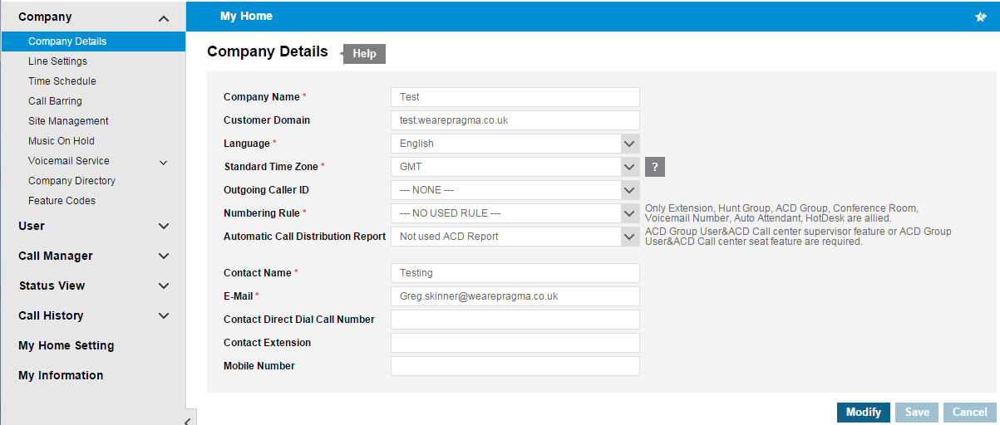 Company
Company Details
Line Settings
Time Schedule
Call Barring
Site Management
Music On Hold
Voicemail Service
Company Directory
Feature Codes
User
Call Manager
Status View
Call History
My Home Setting
My Information
My Home
Company Details Help
Company Name * Test
Customer Domain test.wearepragma.co.uk
Language * English
Standard Time Zone * GMT ?
Outgoing Caller ID --- NONE ---
Numbering Rule * --- NO USED RULE --- Only Extension, Hunt Group, ACD Group, Conference Room,
Voicemail Number, Auto Attendant, HotDesk are allied.
Automatic Call Distribution Report Not used ACD Report ACD Group User&ACD Call center supervisor feature or ACD Group
User&ACD Call center seat feature are required.
Contact Name * Testing
E-Mail * Greg.skinner@wearepragma.co.uk
Contact Direct Dial Call Number
Contact Extension
Mobile Number
Modify Save Cancel